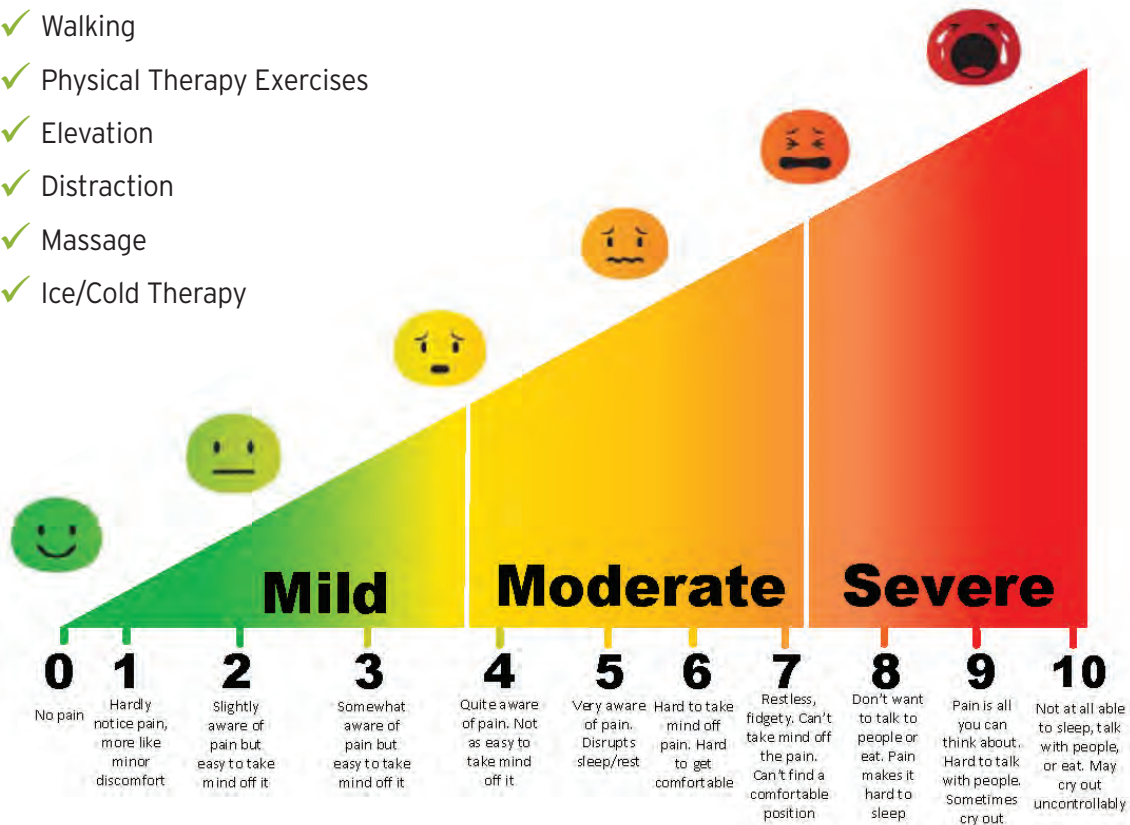 ✓ Walking
✓ Physical Therapy Exercises
✓ Elevation
✓ Distraction
✓ Massage
✓ Ice/Cold Therapy
Mild
Moderate
Severe
0
No pain
1
Hardly
notice pain,
more like
minor
discomfort
2
Slightly
aware of
pain but
easy to take
mind off it
3
Somewhat
aware of
pain but
easy to take
mind off it
4
Quite aware
of pain. Not
as easy to
take mind
off it
5
Very aware
of pain.
Disrupts
sleep/rest
6
Hard to take
mind off
pain. Hard
to get
comfortable
7
Restless,
fidgety. Can't
take mind off
the pain.
Can't find a
comfortable
position
8
Don't want
to talk to
people or
eat. Pain
makes it
hard to
sleep
9
Pain is all
you can
think about.
Hard to talk
with people.
Sometimes
cry out
10
Not at all able
to sleep, talk
with people,
or eat. May
cry out
uncontrollably